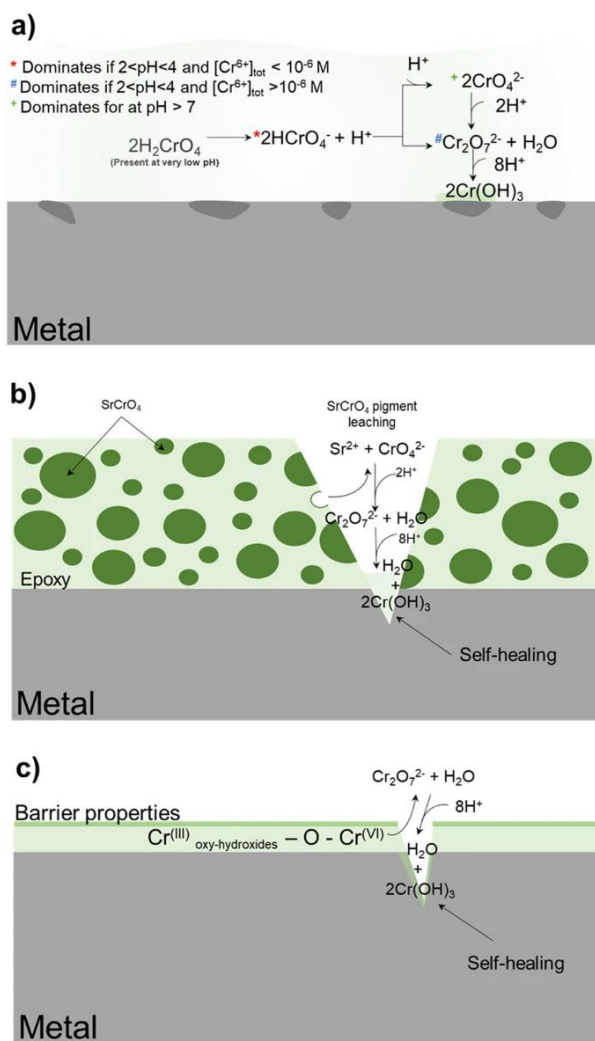 a)
* Dominates if 2<pH<4 and [Cr⁶⁺]tot < 10⁻⁶ M
# Dominates if 2<pH<4 and [Cr⁶⁺]tot >10⁻⁶ M
+ Dominates for at pH > 7
H⁺
+ 2CrO₄²⁻
2H⁺
2H₂CrO₄
(Present at very low pH)
*2HCrO₄⁻ + H⁺
#Cr₂O₇²⁻ + H₂O
8H⁺
2Cr(OH)₃
Metal
b)
SrCrO₄
SrCrO₄ pigment
leaching
Sr²⁺ + CrO₄²⁻
2H⁺
Cr₂O₇²⁻ + H₂O
8H⁺
H₂O
+
2Cr(OH)₃
Epoxy
Self-healing
Metal
c)
Cr₂O₇²⁻ + H₂O
8H⁺
Barrier properties
Cr(III) oxy-hydroxides – O - Cr(VI)
H₂O
+
2Cr(OH)₃
Self-healing
Metal